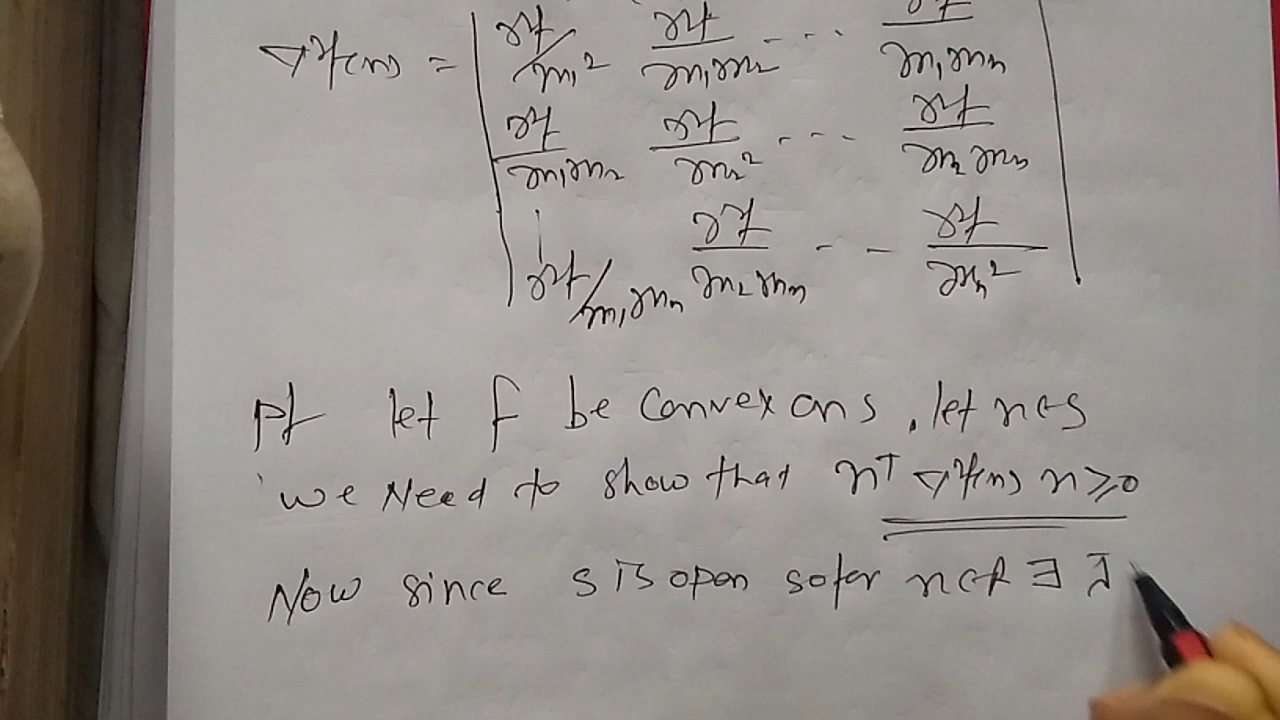 ∇²f(x) = | ∂²f/∂x₁² ∂²f/∂x₁∂x₂ - - - ∂²f/∂x₁∂xₙ |
∂²f/∂x₁∂x₂ ∂²f/∂x₂² - - - ∂²f/∂x₂∂xₙ
∂²f/∂x₁∂xₙ ∂²f/∂x₂∂xₙ - - ∂²f/∂xₙ²
Pf let f be convex on S, let x∈S
we Need to show that xᵀ ∇²f(x) x ≥ 0
Now since S is open so for x∈ ∃ λ̄